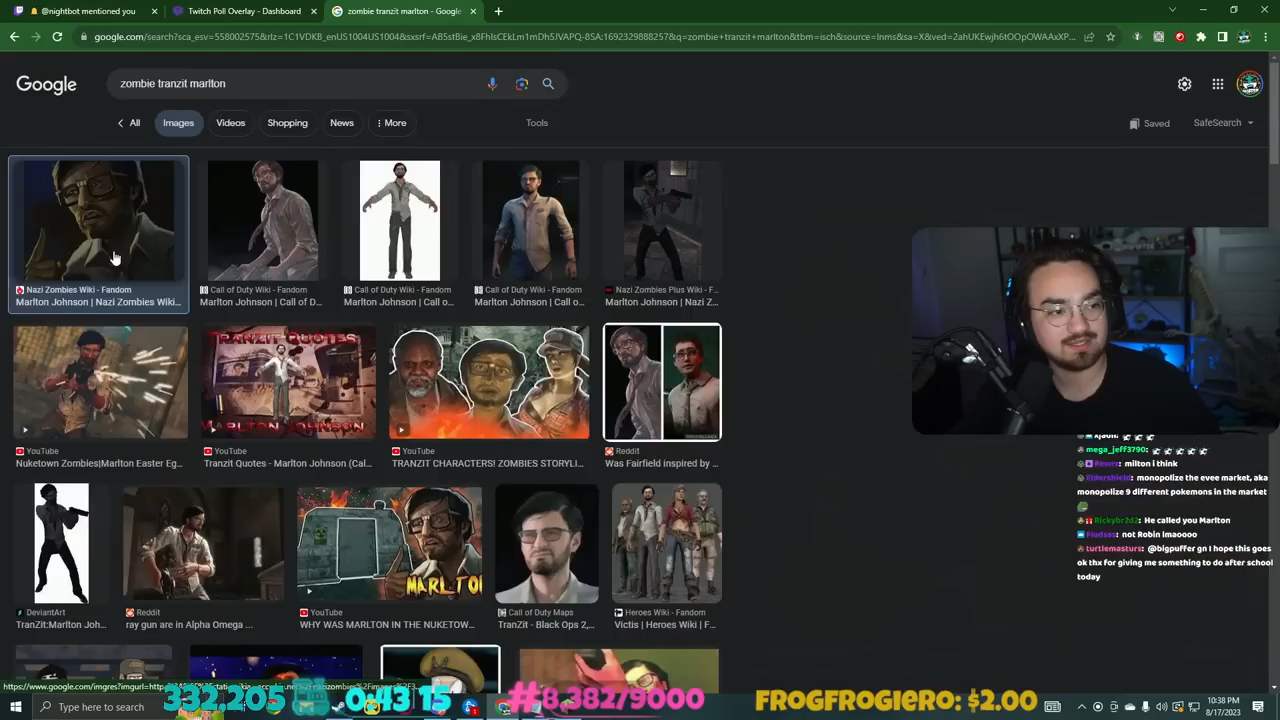 @nightbot mentioned you
Twitch Poll Overlay - Dashboard
zombie tranzit marlton - Google
Google
zombie tranzit marlton
All
Images
Videos
Shopping
News
More
Tools
Saved
SafeSearch
Nazi Zombies Wiki - Fandom
Marlton Johnson | Nazi Zombies Wiki...
Call of Duty Wiki - Fandom
Marlton Johnson | Call of D...
Call of Duty Wiki - Fandom
Marlton Johnson | Call o...
Call of Duty Wiki - Fandom
Marlton Johnson | Call o...
Nazi Zombies Plus Wiki - F...
Marlton Johnson | Nazi Z...
TRANZIT QUOTES
MARLTON JOHNSON
YouTube
Nuketown Zombies|Marlton Easter Eg...
YouTube
Tranzit Quotes - Marlton Johnson (Cal...
YouTube
TRANZIT CHARACTERS! ZOMBIES STORYLI...
Reddit
Was Fairfield inspired by ...
MARLTON
DeviantArt
TranZit:Marlton Joh...
Reddit
ray gun are in Alpha Omega ...
YouTube
WHY WAS MARLTON IN THE NUKETOW...
Call of Duty Maps
TranZit - Black Ops 2,...
Heroes Wiki - Fandom
Victis | Heroes Wiki | F...
mega_jeff3790:
milton I think
Eldershield: monopolize the evee market, aka
monopolize 9 different pokemons in the market
Rickybr2d2: He called you Marlton
not Robin lmaoooo
turtlemasturs: @bigpuffer gn I hope this goes
ok thx for giving me something to do after school
today
332,205
0:43:15
#8,382/9000
FROGFROGIERO: $2.00
Type here to search
10:38 PM
8/17/2023